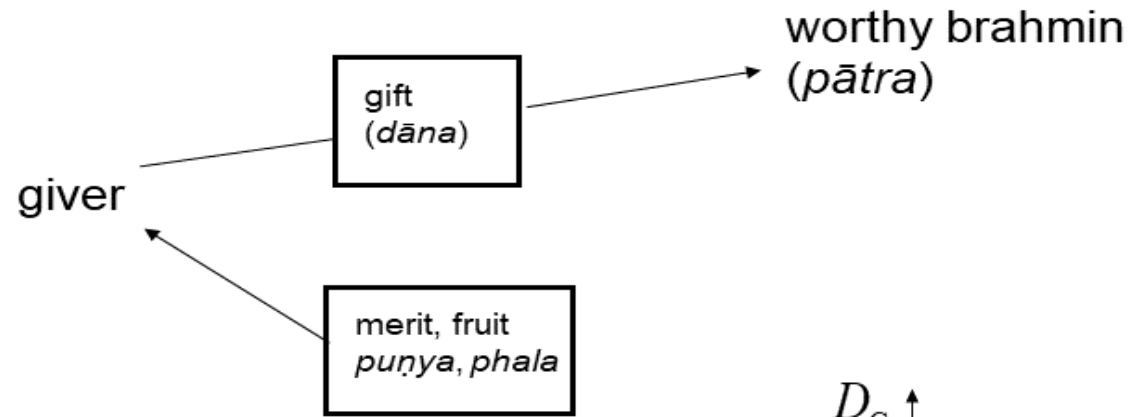 worthy brahmin
(pātra)
gift
(dāna)
giver
merit, fruit
puṇya, phala
D